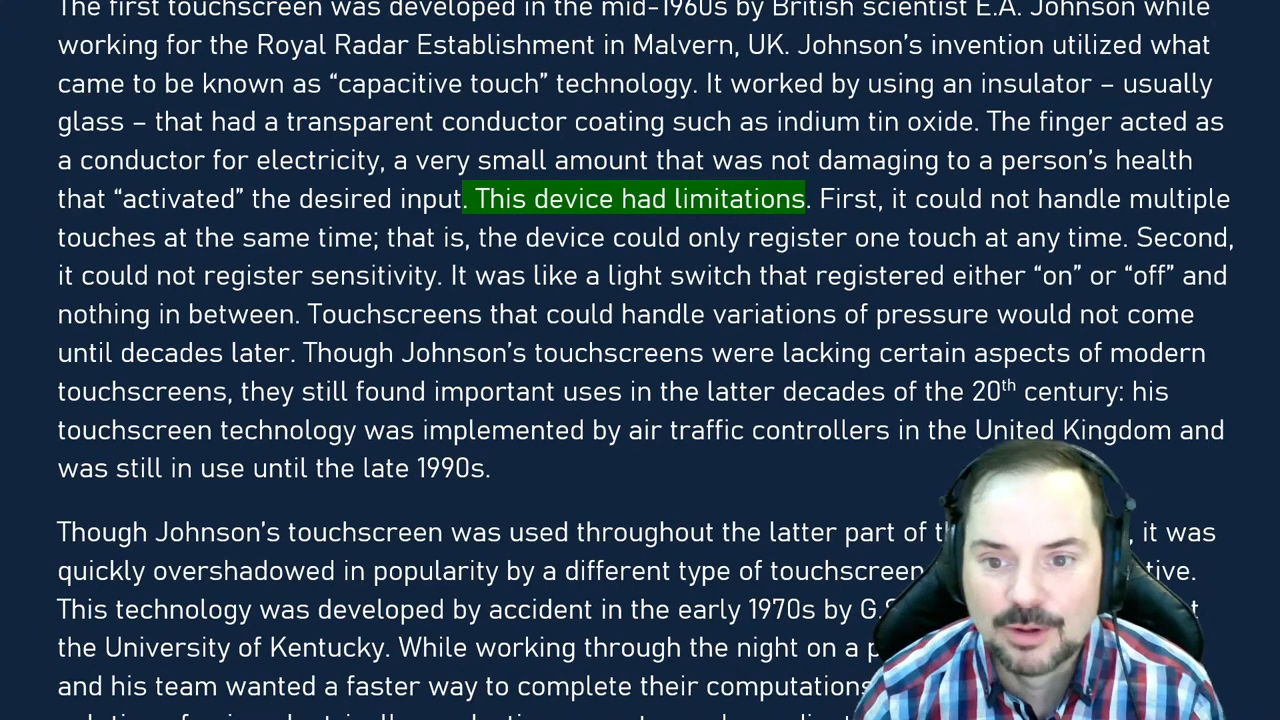 The first touchscreen was developed in the mid-1960s by British scientist E.A. Johnson while
working for the Royal Radar Establishment in Malvern, UK. Johnson’s invention utilized what
came to be known as “capacitive touch” technology. It worked by using an insulator – usually
glass – that had a transparent conductor coating such as indium tin oxide. The finger acted as
a conductor for electricity, a very small amount that was not damaging to a person’s health
that “activated” the desired input. This device had limitations. First, it could not handle multiple
touches at the same time; that is, the device could only register one touch at any time. Second,
it could not register sensitivity. It was like a light switch that registered either “on” or “off” and
nothing in between. Touchscreens that could handle variations of pressure would not come
until decades later. Though Johnson’s touchscreens were lacking certain aspects of modern
touchscreens, they still found important uses in the latter decades of the 20th century: his
touchscreen technology was implemented by air traffic controllers in the United Kingdom and
was still in use until the late 1990s.
Though Johnson’s touchscreen was used throughout the latter part of , it was
quickly overshadowed in popularity by a different type of touchscreen
This technology was developed by accident in the early 1970s by
the University of Kentucky. While working through the night on a
and his team wanted a faster way to complete their computations